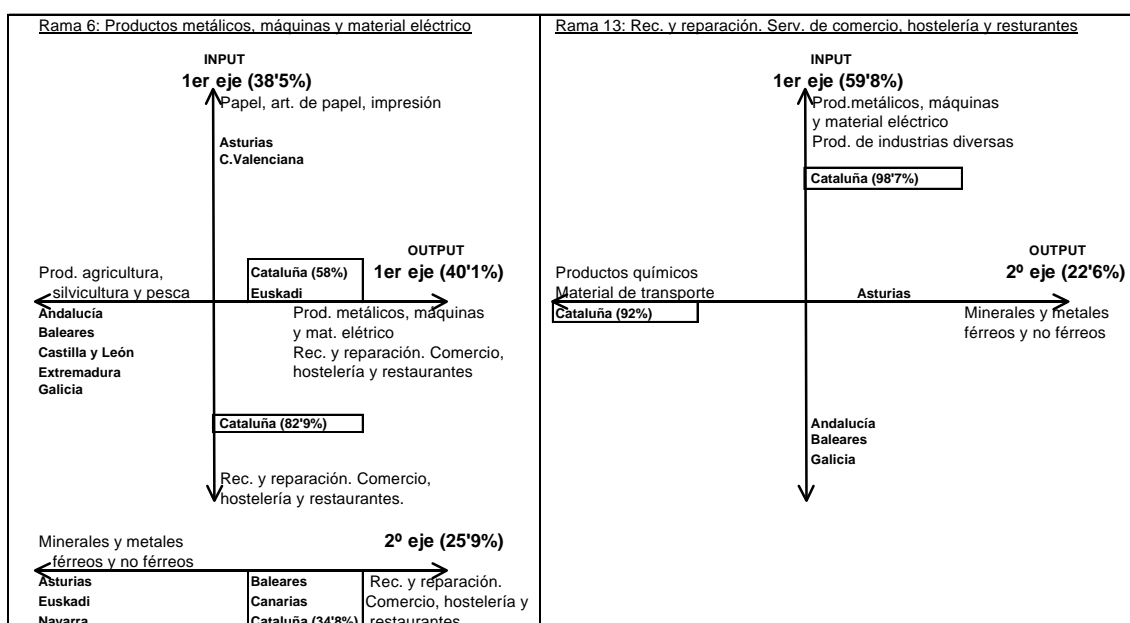 Rama 6: Productos metálicos, máquinas y material eléctrico
INPUT
1er eje (38'5%)
Papel, art. de papel, impresión
Asturias
C.Valenciana
OUTPUT
Prod. agricultura,
silvicultura y pesca
Cataluña (58%)
1er eje (40'1%)
Euskadi
Andalucía
Baleares
Castilla y León
Extremadura
Galicia
Prod. metálicos, máquinas
y mat. elétrico
Rec. y reparación. Comercio,
hostelería y restaurantes
Cataluña (82'9%)
Rec. y reparación. Comercio,
hostelería y restaurantes.
Minerales y metales
férreos y no férreos
2º eje (25'9%)
Asturias
Euskadi
Navarra
Baleares
Canarias
Cataluña (34'8%)
Rec. y reparación.
Comercio, hostelería y
restaurantes
Rama 13: Rec. y reparación. Serv. de comercio, hostelería y resturantes
INPUT
1er eje (59'8%)
Prod.metálicos, máquinas
y material eléctrico
Prod. de industrias diversas
Cataluña (98'7%)
OUTPUT
2º eje (22'6%)
Productos químicos
Material de transporte
Cataluña (92%)
Asturias
Minerales y metales
férreos y no férreos
Andalucía
Baleares
Galicia